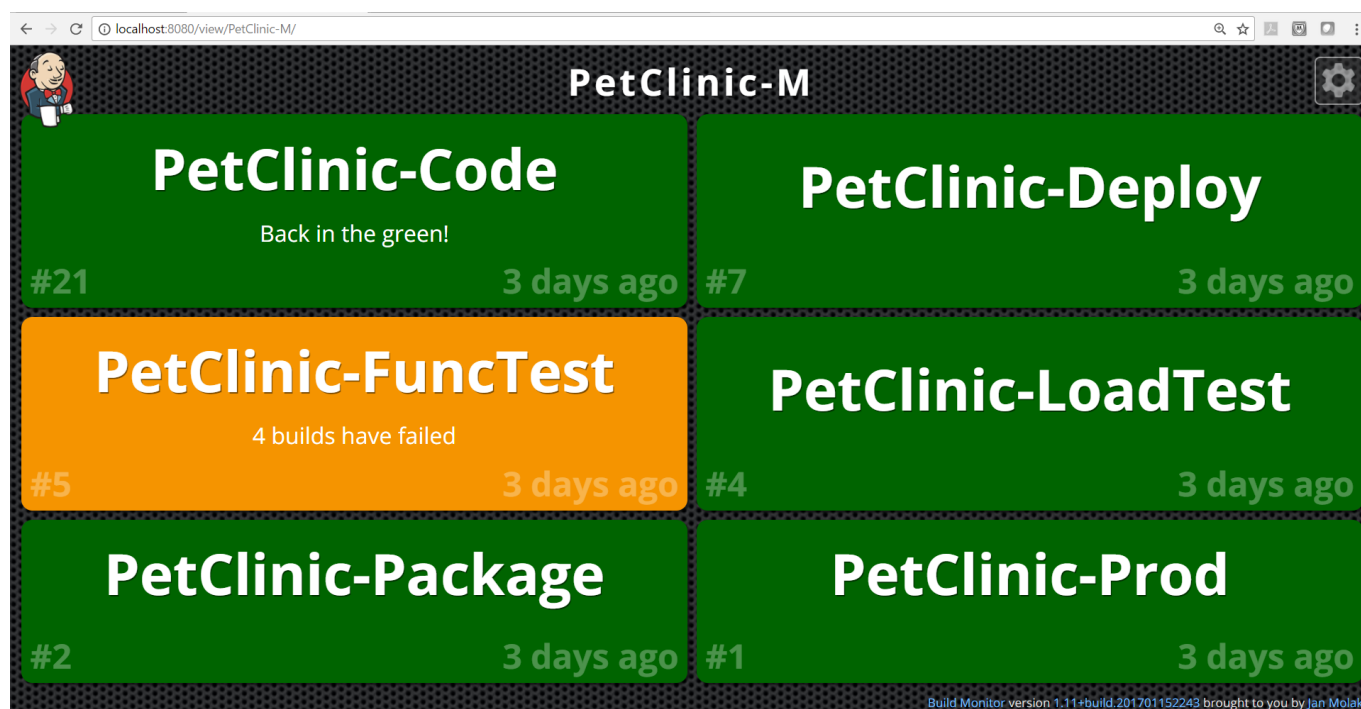 localhost:8080/view/PetClinic-M/
PetClinic-M
PetClinic-Code
Back in the green!
#21 3 days ago
PetClinic-Deploy
#7 3 days ago
PetClinic-FuncTest
4 builds have failed
#5 3 days ago
PetClinic-LoadTest
#4 3 days ago
PetClinic-Package
#2 3 days ago
PetClinic-Prod
#1 3 days ago
Build Monitor version 1.11+build.201701152243 brought to you by Jan Molak